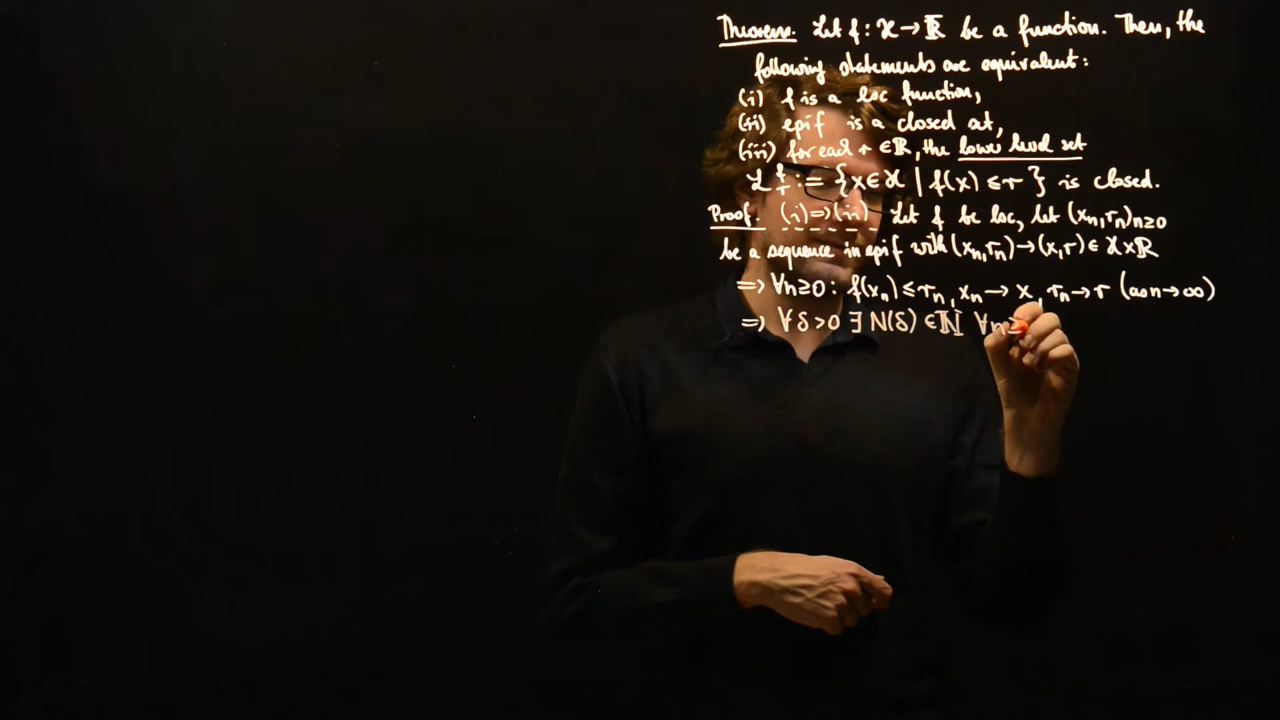 Theorem. Let f : X → ℝ be a function. Then, the
following statements are equivalent:
(i) f is a lsc function,
(ii) epi f is a closed set,
(iii) for each r ∈ ℝ, the lower level set
ℒ_r^f := { x ∈ X | f(x) ≤ r } is closed.
Proof. (i) ⇒ (ii) Let f be lsc, let (x_n, r_n)_{n≥0}
be a sequence in epi f with (x_n, r_n) → (x, r) ∈ X × ℝ
⇒ ∀n≥0 : f(x_n) ≤ r_n, x_n → x, r_n → r (as n → ∞)
⇒ ∀ δ > 0 ∃ N(δ) ∈ ℕ ∀n≥